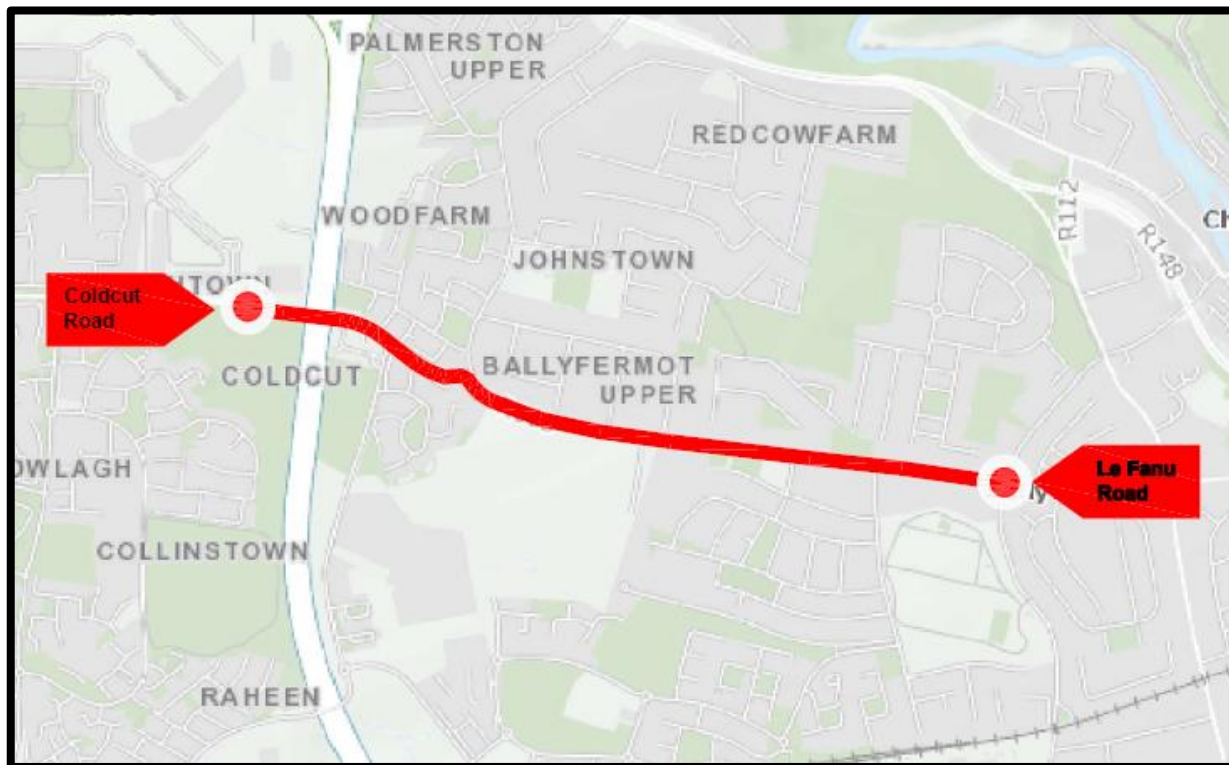 PALMERSTON
UPPER
REDCOWFARM
R112
WOODFARM
R148
JOHNSTOWN
Coldcut
Road
COLDCUT
BALLYFERMOT
UPPER
Le Fanu
Road
COLLINSTOWN
RAHEEN